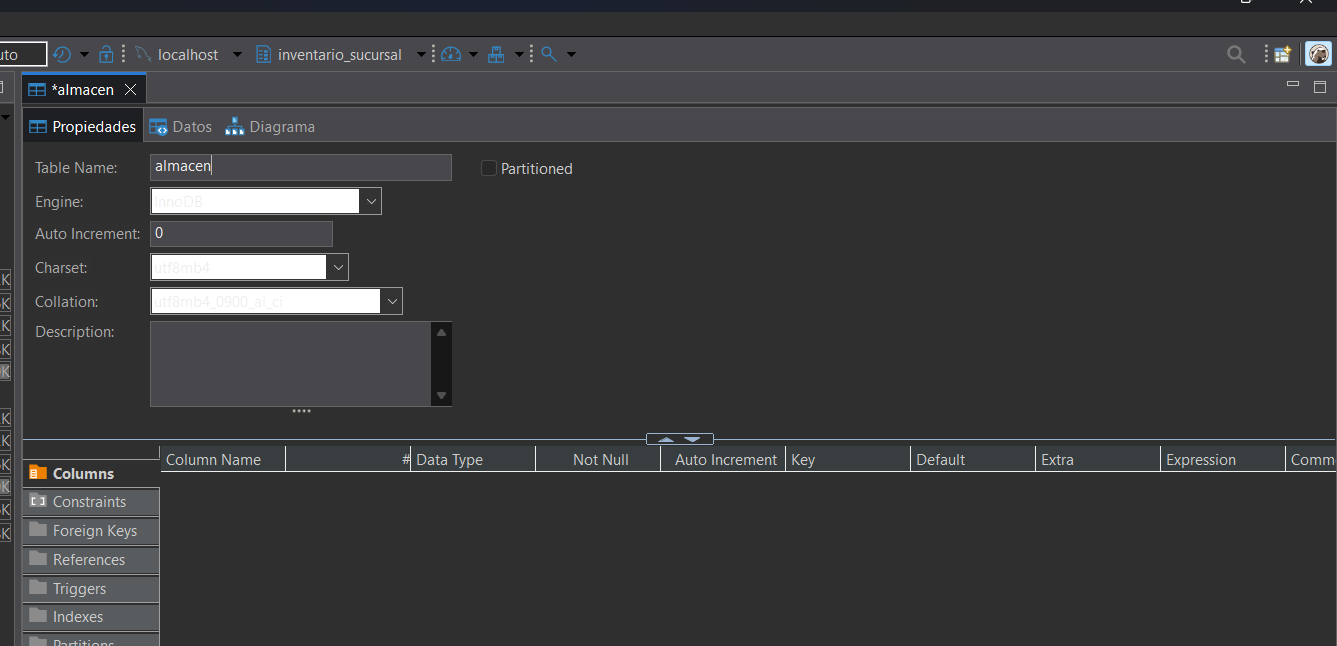 uto localhost inventario_sucursal
*almacen
Propiedades Datos Diagrama
Table Name: almacen Partitioned
Engine: InnoDB
Auto Increment: 0
Charset: utf8mb4
Collation: utf8mb4_0900_ai_ci
Description:
Column Name # Data Type Not Null Auto Increment Key Default Extra Expression Comm
Columns
Constraints
Foreign Keys
References
Triggers
Indexes
Partitions